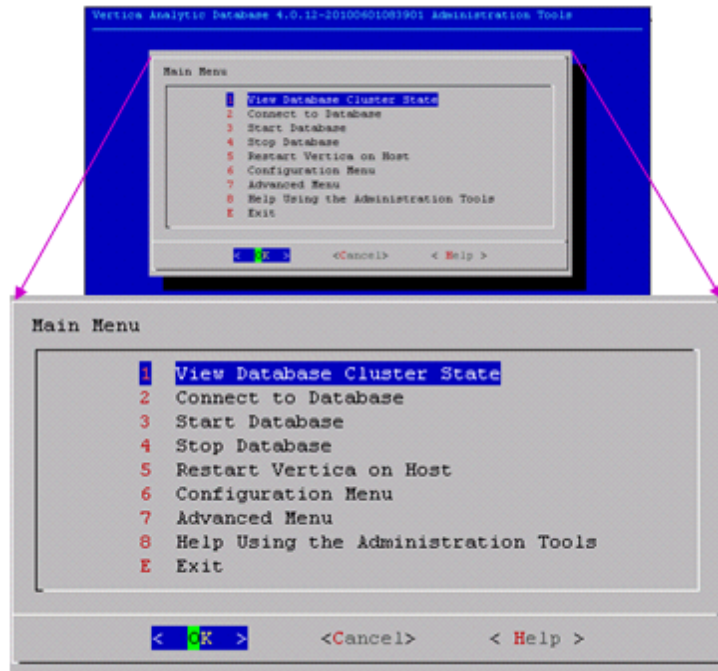 Vertica Analytic Database 4.0.12-20100601083901 Administration Tools
Main Menu
1 View Database Cluster State
2 Connect to Database
3 Start Database
4 Stop Database
5 Restart Vertica on Host
6 Configuration Menu
7 Advanced Menu
8 Help Using the Administration Tools
E Exit
< OK > <Cancel> < Help >
Main Menu
1 View Database Cluster State
2 Connect to Database
3 Start Database
4 Stop Database
5 Restart Vertica on Host
6 Configuration Menu
7 Advanced Menu
8 Help Using the Administration Tools
E Exit
< OK > <Cancel> < Help >